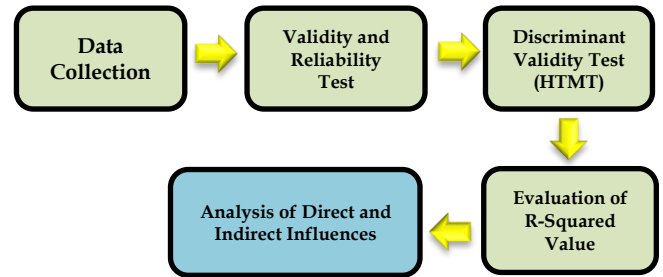 Data
Collection
Validity and
Reliability
Test
Discriminant
Validity Test
(HTMT)
Evaluation of
R-Squared
Value
Analysis of Direct and
Indirect Influences